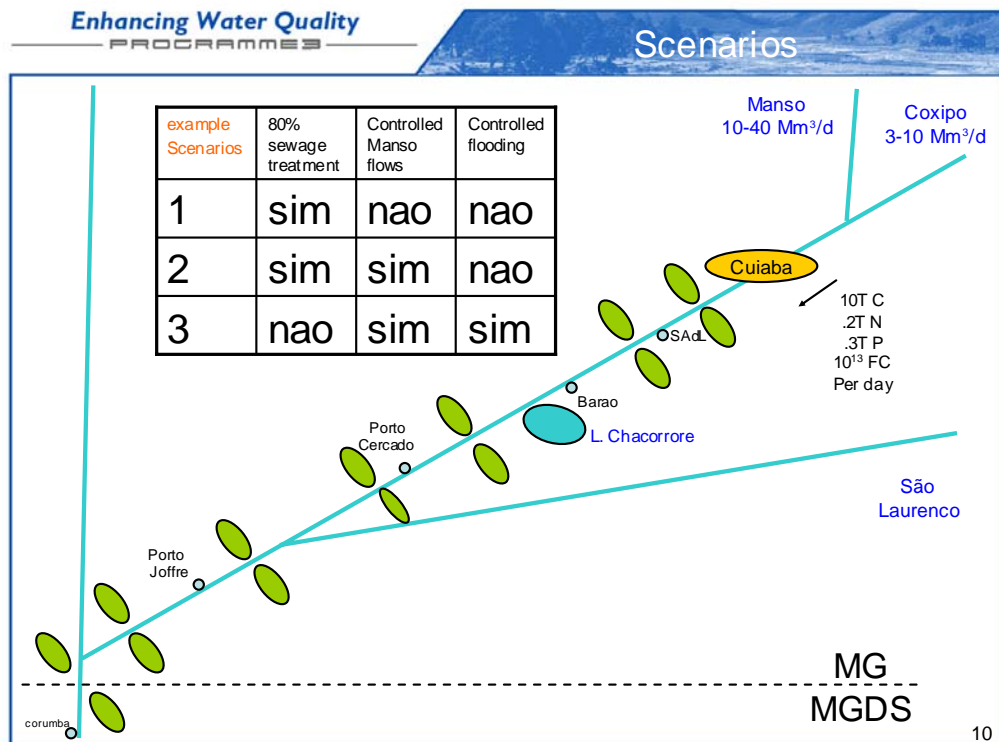 Enhancing Water Quality
PROGRAMMES
Scenarios
example
Scenarios
80%
sewage
treatment
Controlled
Manso
flows
Controlled
flooding
1 sim nao nao
2 sim sim nao
3 nao sim sim
Manso
10-40 Mm³/d
Coxipo
3-10 Mm³/d
Cuiaba
10T C
.2T N
.3T P
10¹³ FC
Per day
SAdL
Barao
L. Chacorrore
Porto
Cercado
São
Laurenco
Porto
Joffre
MG
MGDS
corumba
10